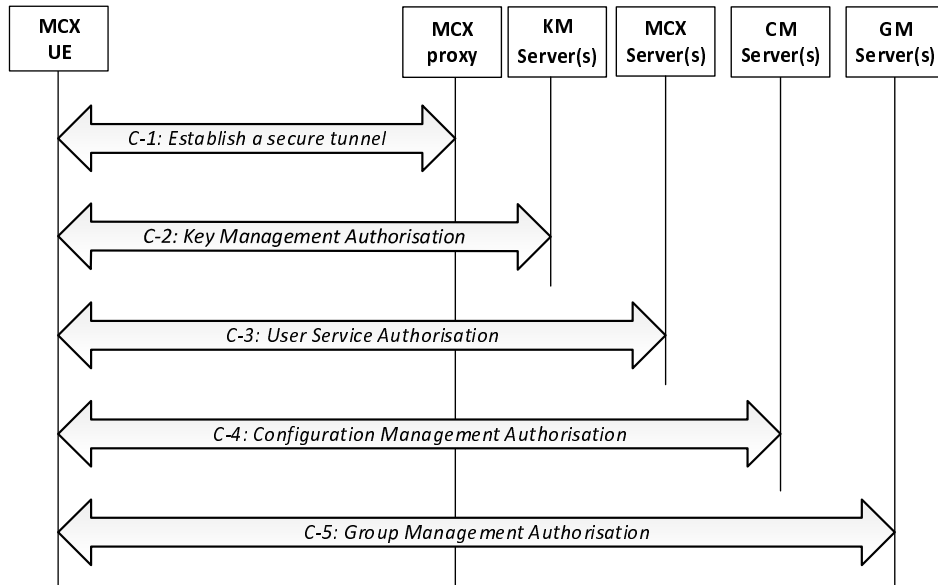 MCX
UE
MCX
proxy
KM
Server(s)
MCX
Server(s)
CM
Server(s)
GM
Server(s)
C-1: Establish a secure tunnel
C-2: Key Management Authorisation
C-3: User Service Authorisation
C-4: Configuration Management Authorisation
C-5: Group Management Authorisation